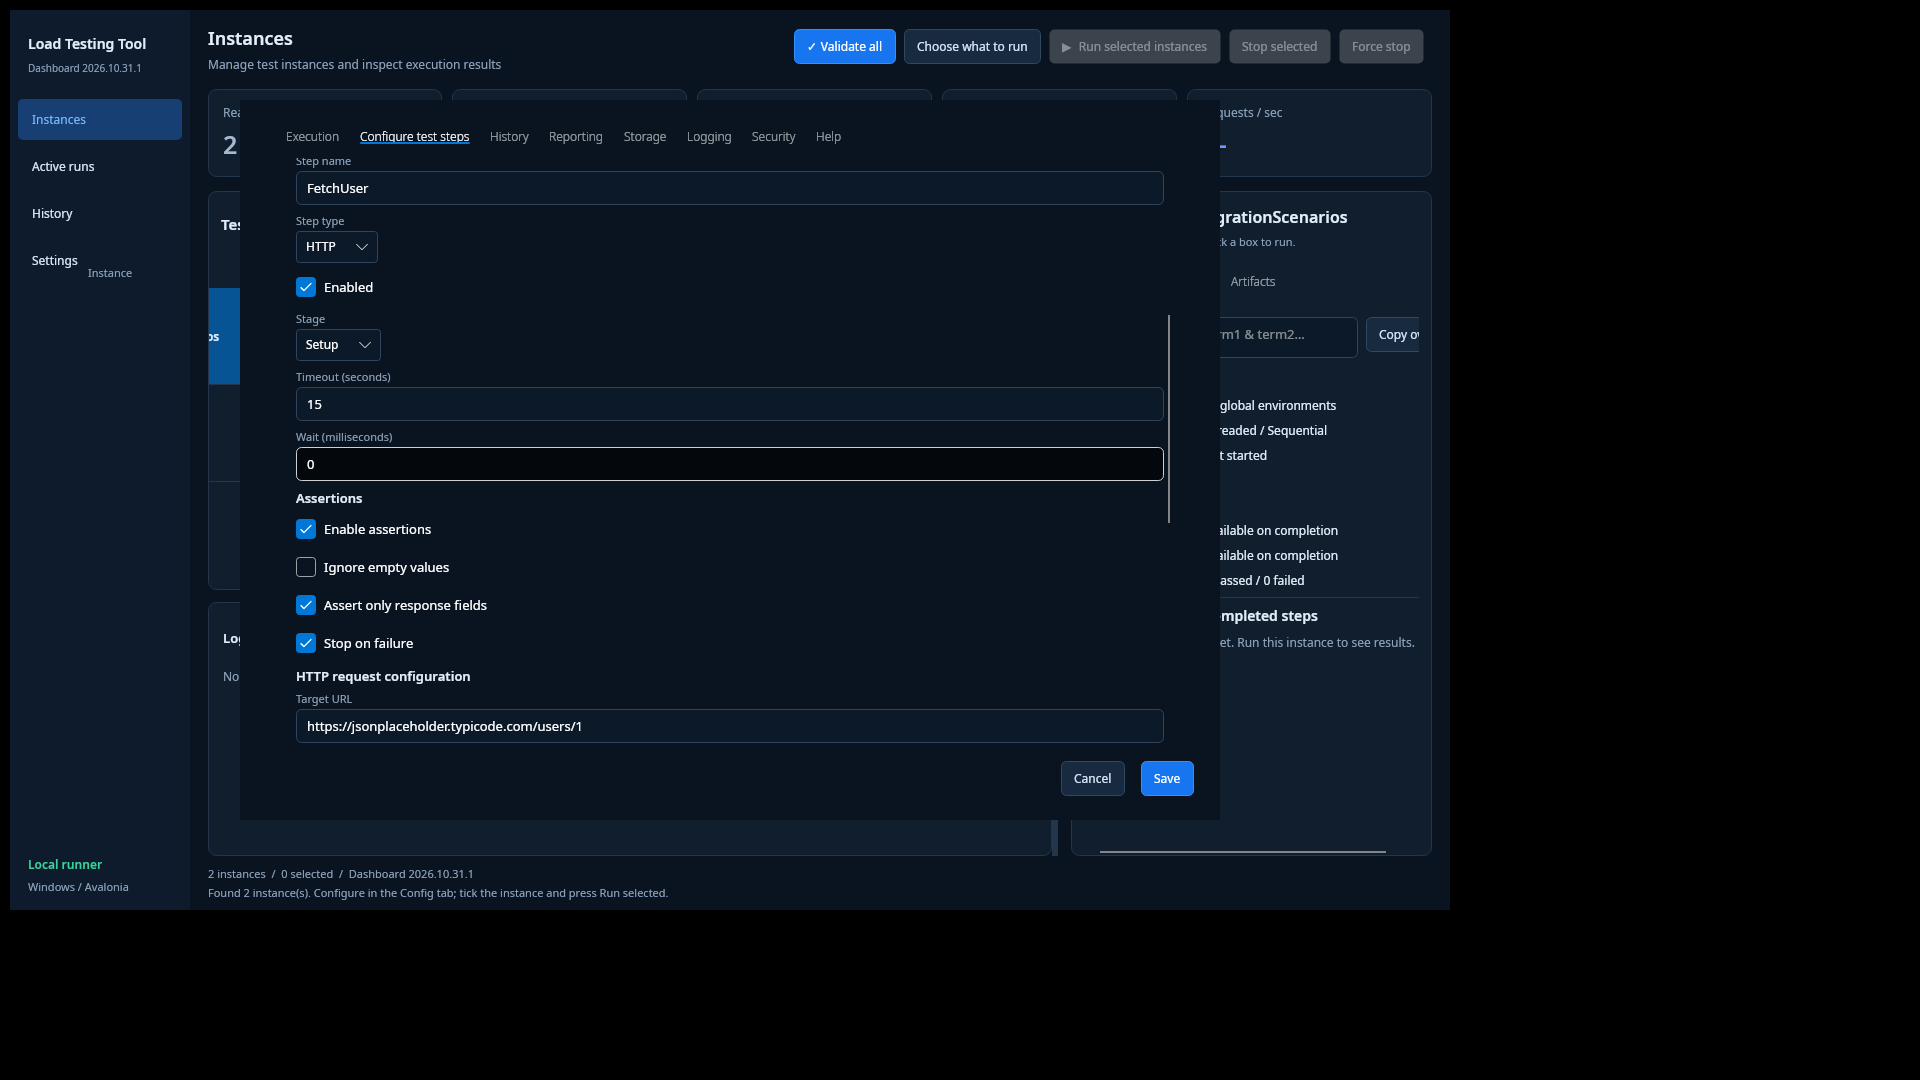 Load Testing Tool
Dashboard 2026.10.31.1
Instances
Active runs
History
Settings
Instance
Local runner
Windows / Avalonia
Instances
Manage test instances and inspect execution results
✓ Validate all
Choose what to run
▶ Run selected instances
Stop selected
Force stop
2
quests / sec
Execution
Configure test steps
History
Reporting
Storage
Logging
Security
Help
Step name
FetchUser
Step type
HTTP
Enabled
Stage
Setup
Timeout (seconds)
15
Wait (milliseconds)
0
Assertions
Enable assertions
Ignore empty values
Assert only response fields
Stop on failure
HTTP request configuration
Target URL
https://jsonplaceholder.typicode.com/users/1
Cancel
Save
grationScenarios
k a box to run.
Artifacts
rm1 & term2...
Copy ov
global environments
readed / Sequential
t started
ailable on completion
ailable on completion
assed / 0 failed
mpleted steps
et. Run this instance to see results.
No
2 instances / 0 selected / Dashboard 2026.10.31.1
Found 2 instance(s). Configure in the Config tab; tick the instance and press Run selected.